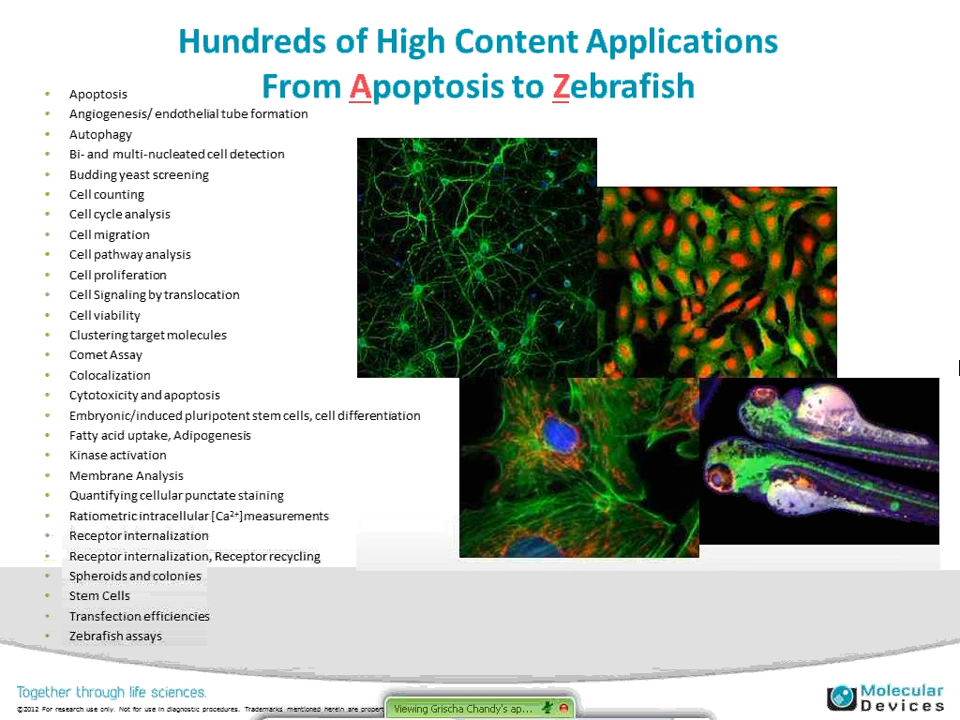 Hundreds of High Content Applications
From Apoptosis to Zebrafish
• Apoptosis
• Angiogenesis/ endothelial tube formation
• Autophagy
• Bi- and multi-nucleated cell detection
• Budding yeast screening
• Cell counting
• Cell cycle analysis
• Cell migration
• Cell pathway analysis
• Cell proliferation
• Cell Signaling by translocation
• Cell viability
• Clustering target molecules
• Comet Assay
• Colocalization
• Cytotoxicity and apoptosis
• Embryonic/induced pluripotent stem cells, cell differentiation
• Fatty acid uptake, Adipogenesis
• Kinase activation
• Membrane Analysis
• Quantifying cellular punctate staining
• Ratiometric intracellular [Ca²⁺]measurements
• Receptor internalization
• Receptor internalization, Receptor recycling
• Spheroids and colonies
• Stem Cells
• Transfection efficiencies
• Zebrafish assays
Together through life sciences.
©2012 For research use only. Not for use in diagnostic procedures. Trademarks mentioned herein are
Viewing Grischa Chandy's ap...
Molecular
Devices